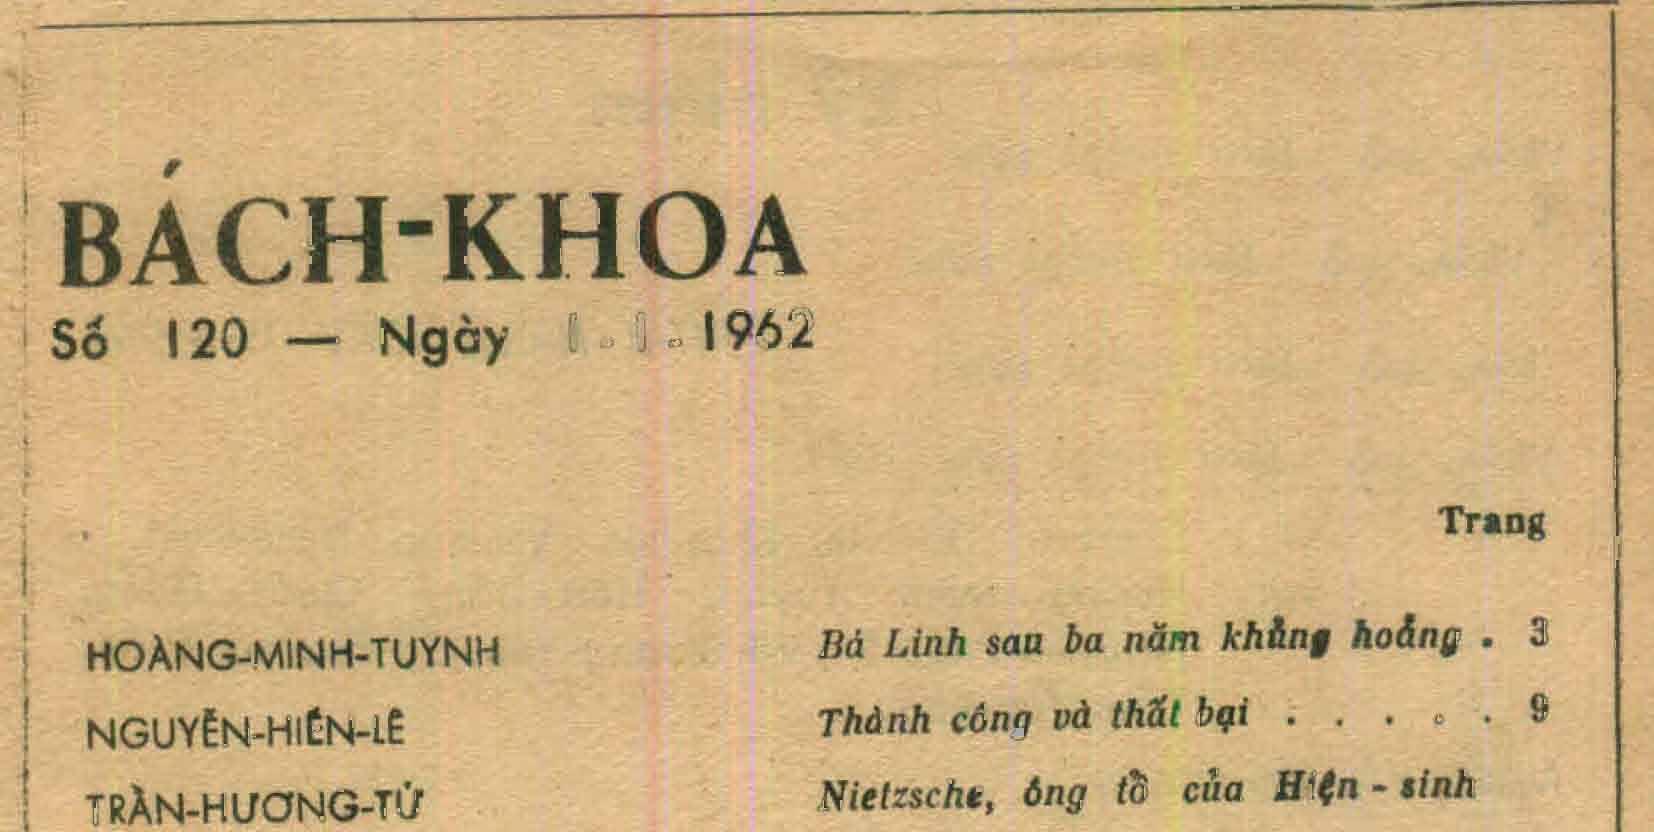 BÁCH-KHOA
Số 120 — Ngày 1.1.1962
Trang
HOÀNG-MINH-TUYNH Bá Linh sau ba năm khủng hoảng . 3
NGUYỄN-HIẾN-LÊ Thành công và thất bại . . . . . 9
TRẦN-HƯƠNG-TỬ Nietzsche, ông tổ của Hiện - sinh